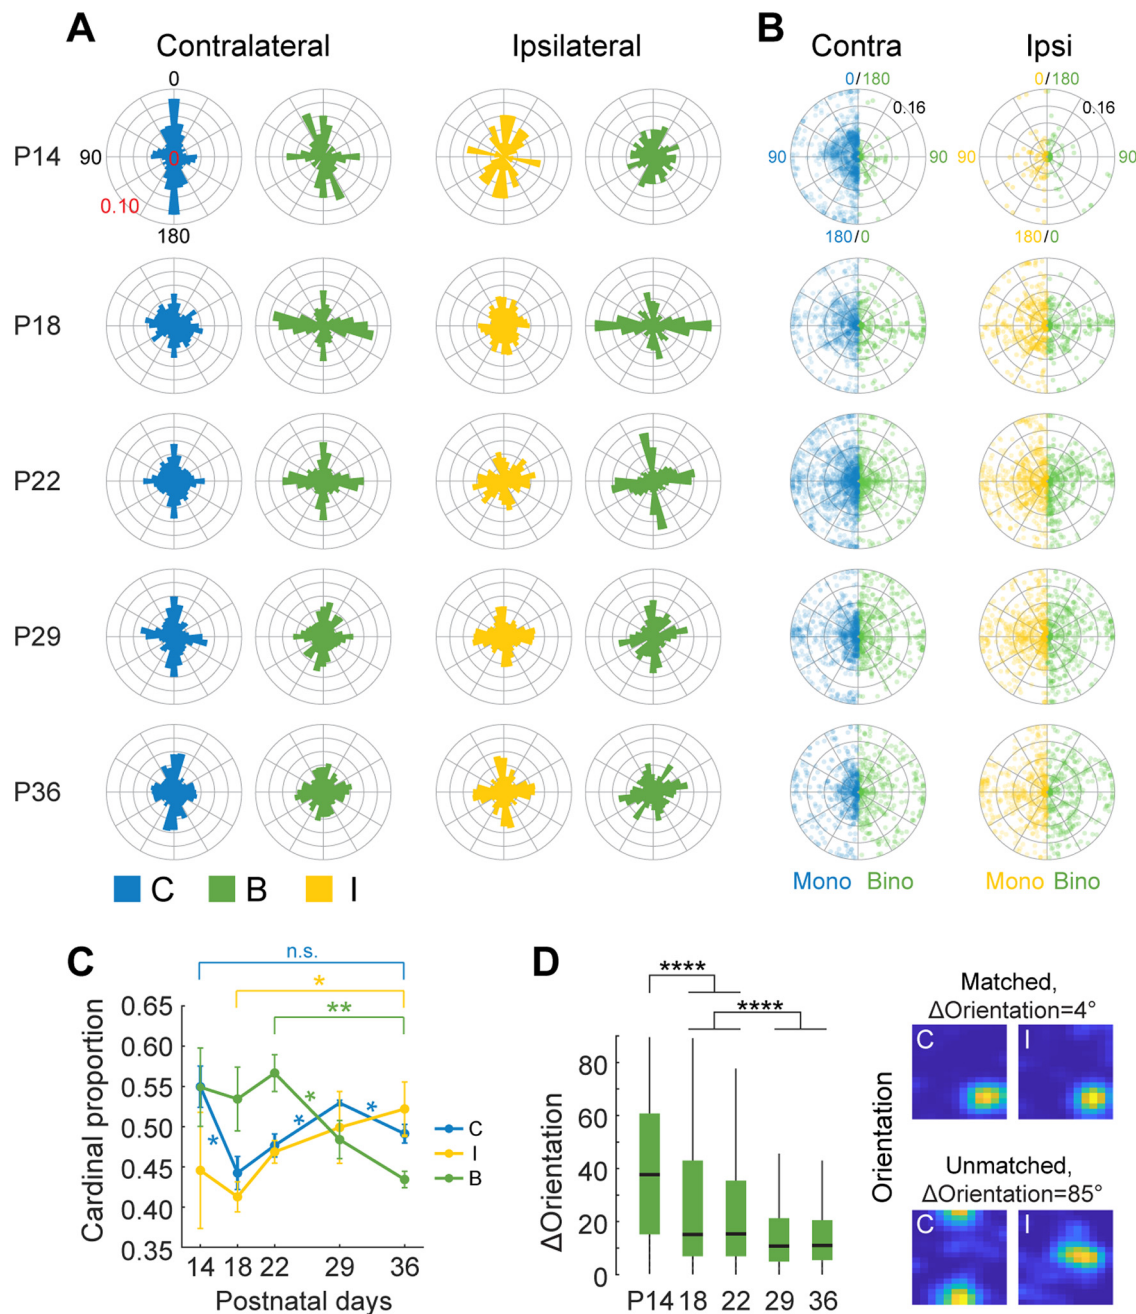 A
B
Contralateral
Ipsilateral
Contra
Ipsi
0
0/180
0/180
0.16
0.16
P14
90
0
90
90
90
90
0.10
180
180/0
180/0
P18
P22
P29
P36
C
B
I
Mono
Bino
Mono
Bino
C
n.s.
*
**
Cardinal proportion
0.65
0.60
0.55
0.50
0.45
0.40
0.35
*
*
*
*
C
I
B
14
18
22
29
36
Postnatal days
D
****
****
ΔOrientation
80
60
40
20
0
P14
18
22
29
36
Orientation
Matched,
ΔOrientation=4°
C
I
Unmatched,
ΔOrientation=85°
C
I